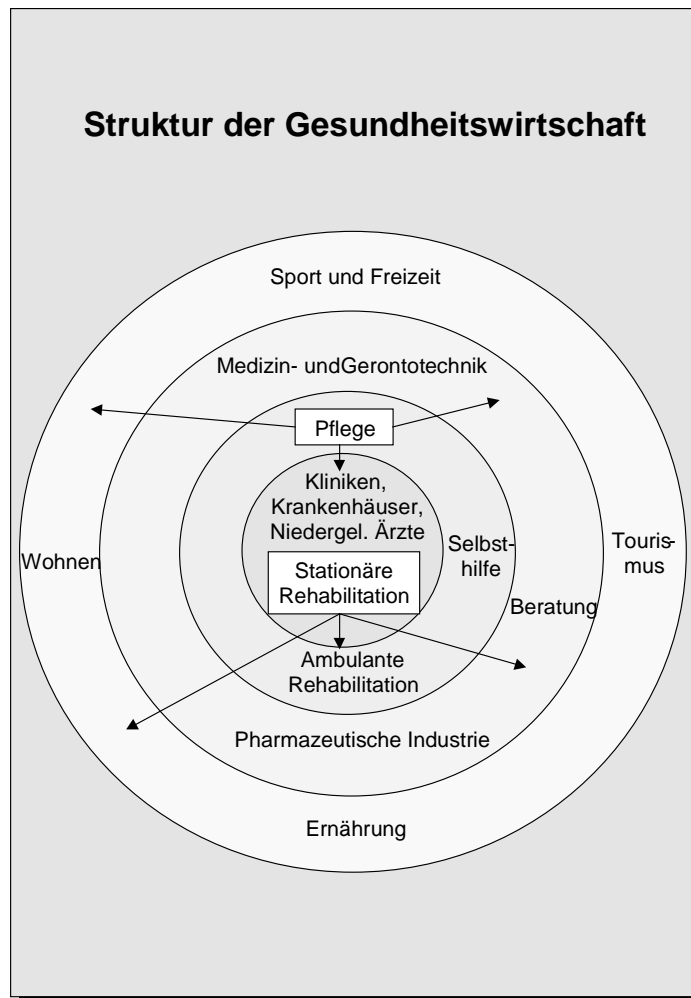 Struktur der Gesundheitswirtschaft
Sport und Freizeit
Medizin- undGerontotechnik
Pflege
Kliniken,
Krankenhäuser,
Niedergel. Ärzte
Selbst-
hilfe
Wohnen
Touris-
mus
Stationäre
Rehabilitation
Beratung
Ambulante
Rehabilitation
Pharmazeutische Industrie
Ernährung